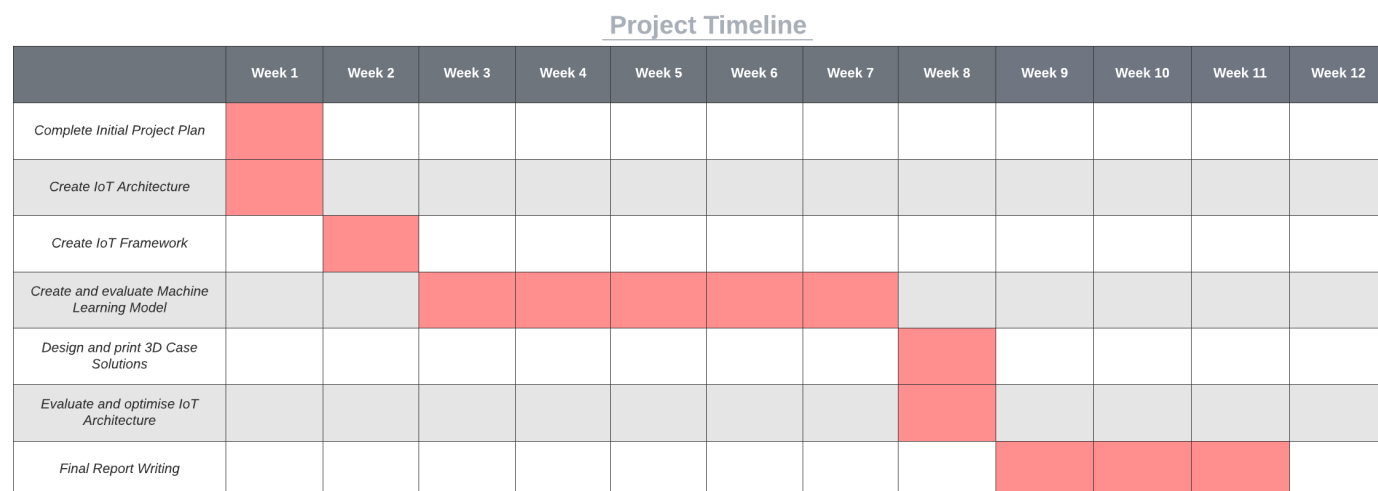 Project Timeline
Week 1 Week 2 Week 3 Week 4 Week 5 Week 6 Week 7 Week 8 Week 9 Week 10 Week 11 Week 12
Complete Initial Project Plan
Create IoT Architecture
Create IoT Framework
Create and evaluate Machine
Learning Model
Design and print 3D Case
Solutions
Evaluate and optimise IoT
Architecture
Final Report Writing